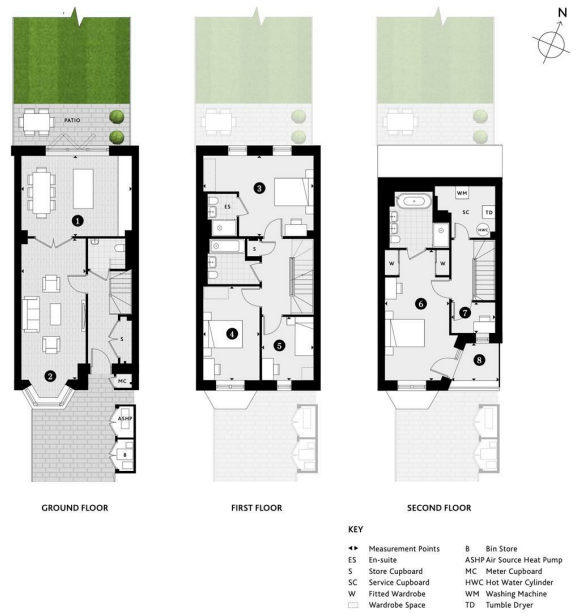 N
PATIO
1
2
S
MC
ASHP
B
3
ES
S
4
5
WM
SC
TD
HWC
W
W
6
7
8
GROUND FLOOR
FIRST FLOOR
SECOND FLOOR
KEY
Measurement Points
ES En-suite
S Store Cupboard
SC Service Cupboard
W Fitted Wardrobe
Wardrobe Space
B Bin Store
ASHP Air Source Heat Pump
MC Meter Cupboard
HWC Hot Water Cylinder
WM Washing Machine
TD Tumble Dryer